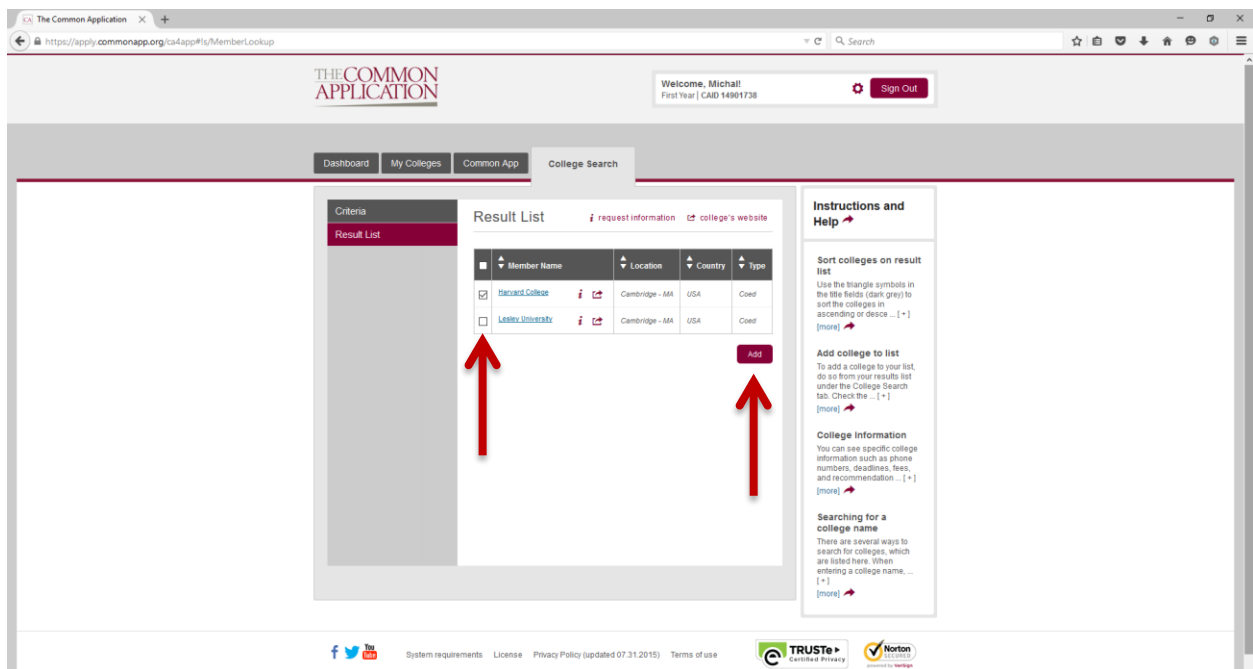 CA The Common Application × +
https://apply.commonapp.org/ca4app#!s/MemberLookup
Search
THE COMMON
APPLICATION
Welcome, Michal!
First Year | CAID 14901738
Sign Out
Dashboard My Colleges Common App College Search
Criteria
Result List
Result List i request information college's website
Member Name Location Country Type
Harvard College i Cambridge - MA USA Coed
Lesley University i Cambridge - MA USA Coed
Add
Instructions and
Help
Sort colleges on result
list
Use the triangle symbols in
the title fields (dark grey) to
sort the colleges in
ascending or desce ... [ + ]
[more]
Add college to list
To add a college to your list,
do so from your results list
under the College Search
tab. Check the ... [ + ]
[more]
College Information
You can see specific college
information such as phone
numbers, deadlines, fees,
and recommendation ... [ + ]
[more]
Searching for a
college name
There are several ways to
search for colleges, which
are listed here. When
entering a college name, ...
[ + ]
[more]
f You
Tube
System requirements License Privacy Policy (updated 07.31.2015) Terms of use
TRUSTe
Certified Privacy
Norton
SECURED
powered by VeriSign